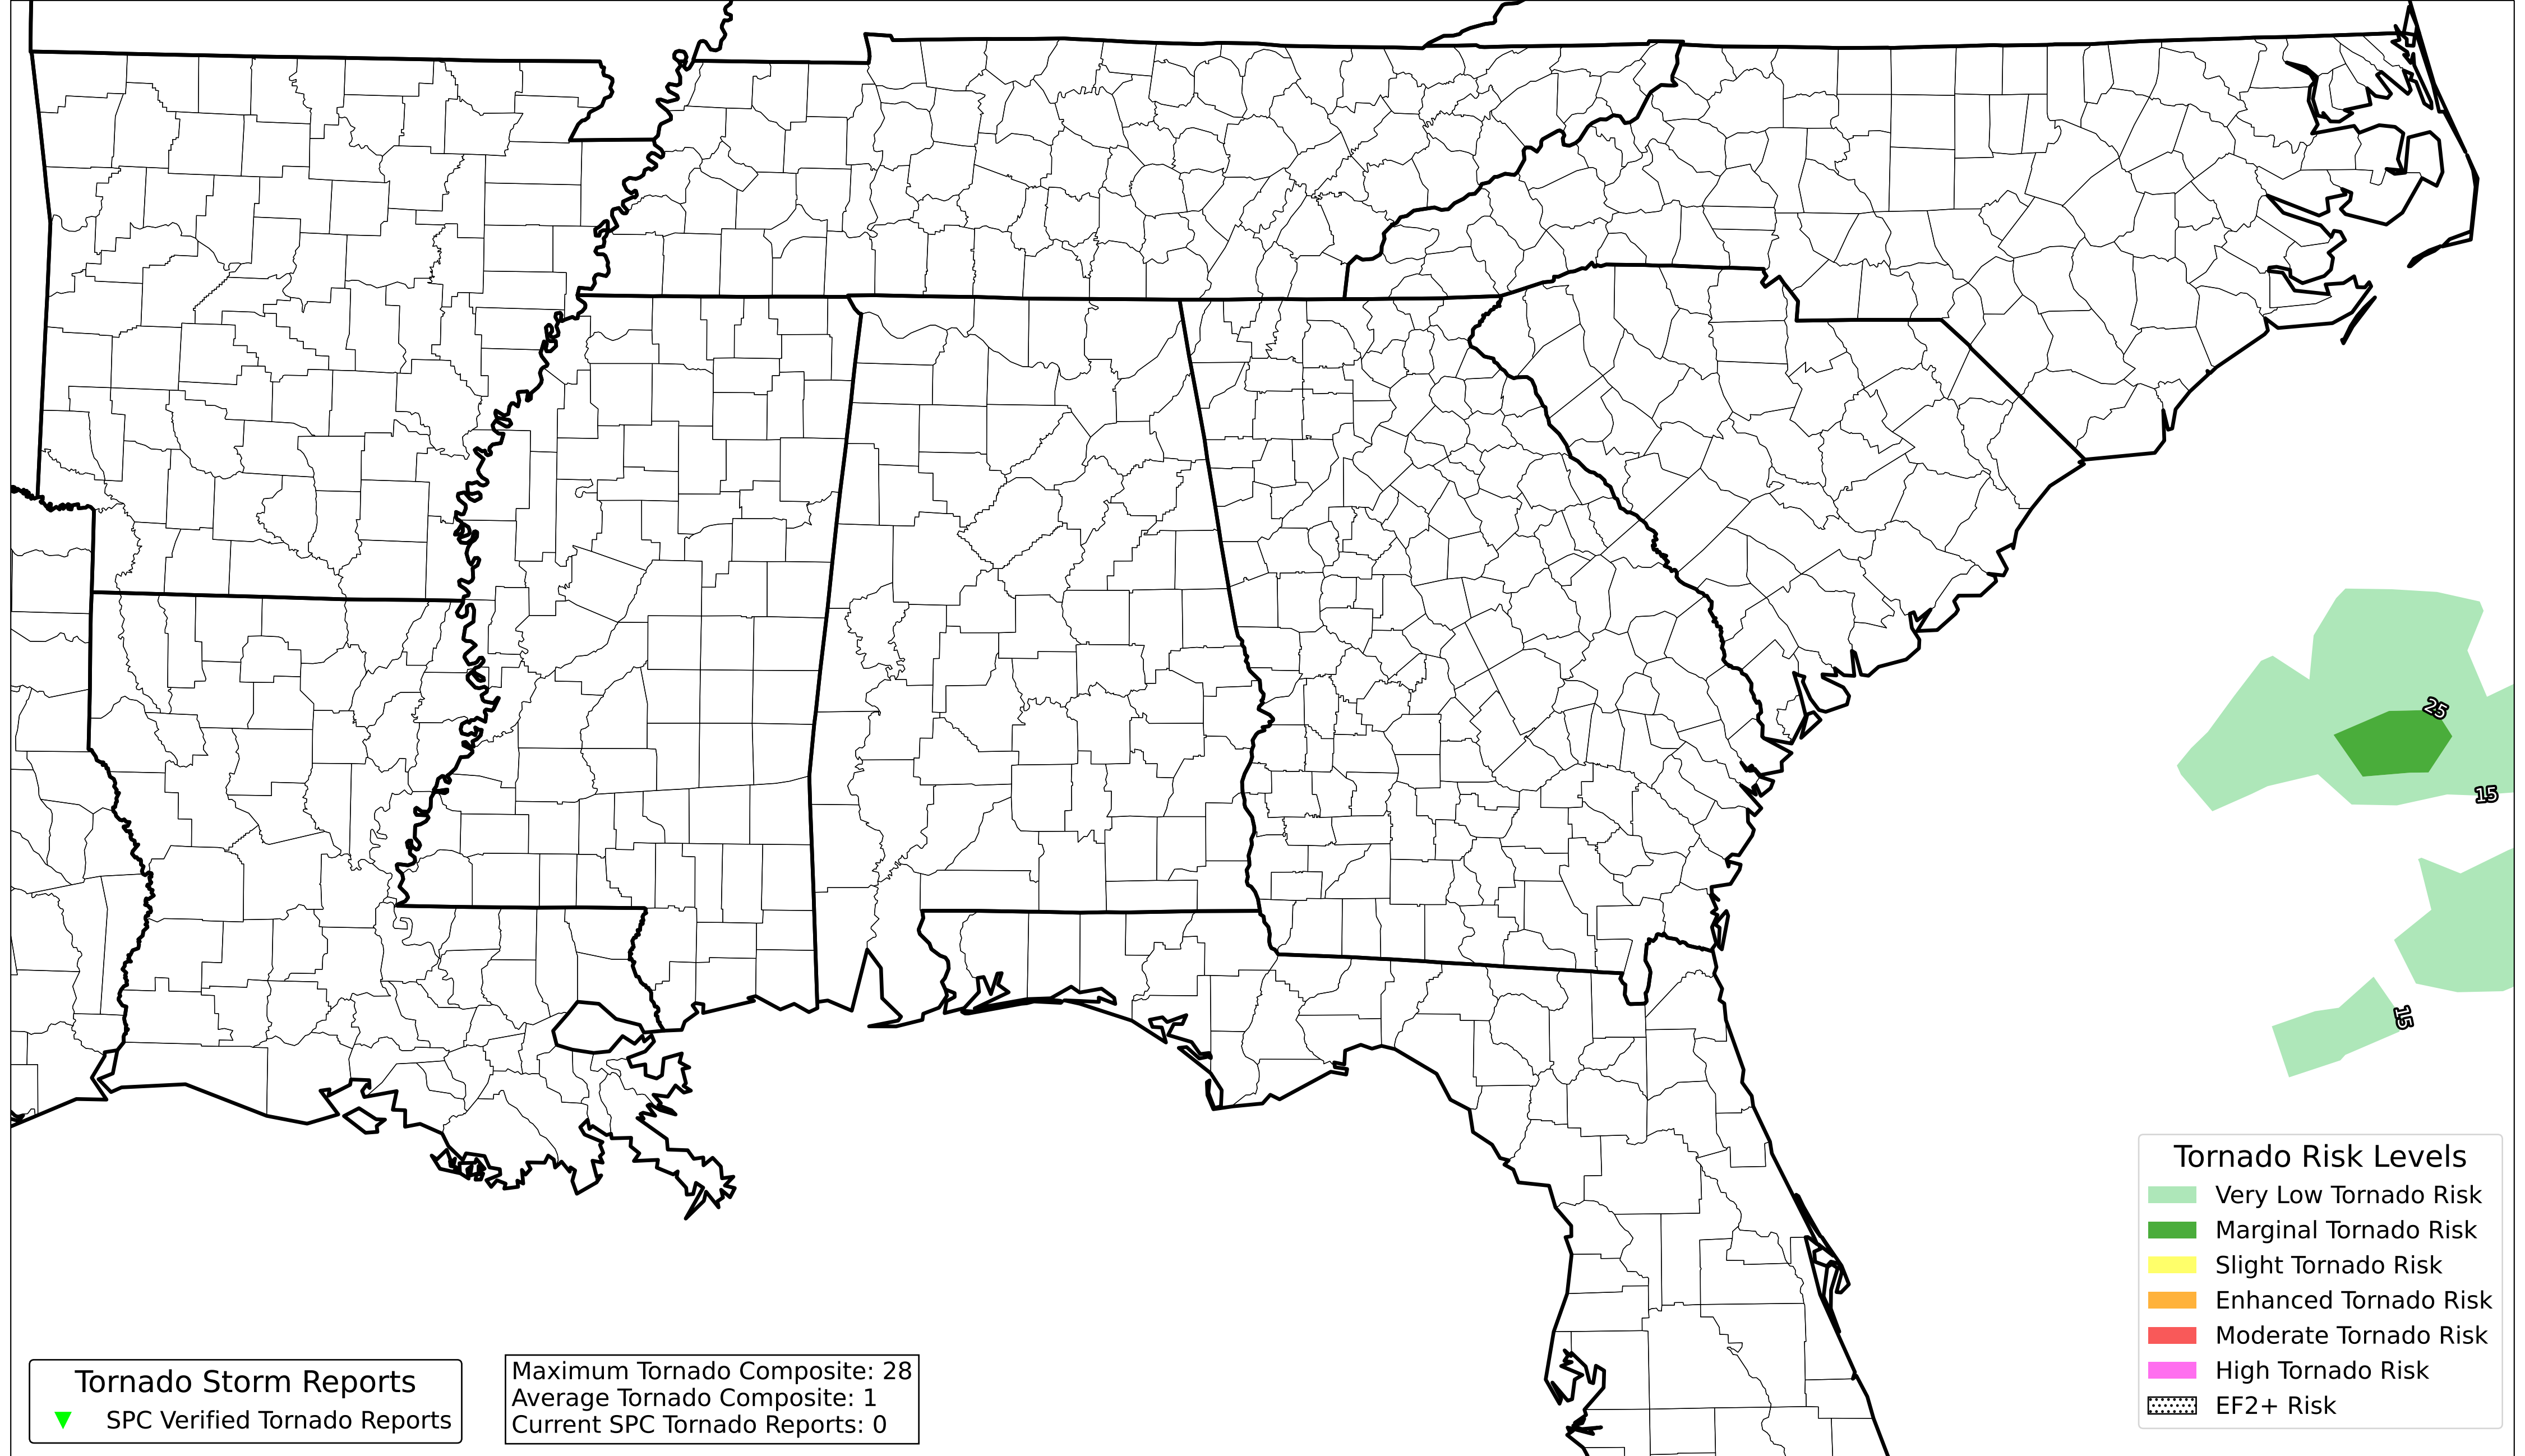 25
15
15
Tornado Risk Levels
Very Low Tornado Risk
Marginal Tornado Risk
Slight Tornado Risk
Enhanced Tornado Risk
Moderate Tornado Risk
High Tornado Risk
EF2+ Risk
Tornado Storm Reports
SPC Verified Tornado Reports
Maximum Tornado Composite: 28
Average Tornado Composite: 1
Current SPC Tornado Reports: 0